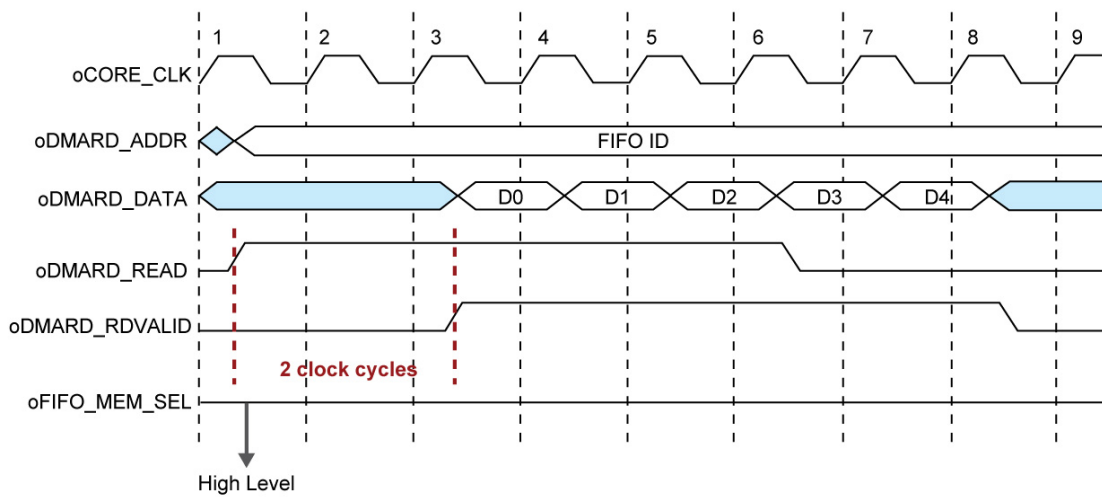 1 2 3 4 5 6 7 8 9
oCORE_CLK
oDMARD_ADDR FIFO ID
oDMARD_DATA D0 D1 D2 D3 D4
oDMARD_READ
oDMARD_RDVALID
2 clock cycles
oFIFO_MEM_SEL
High Level